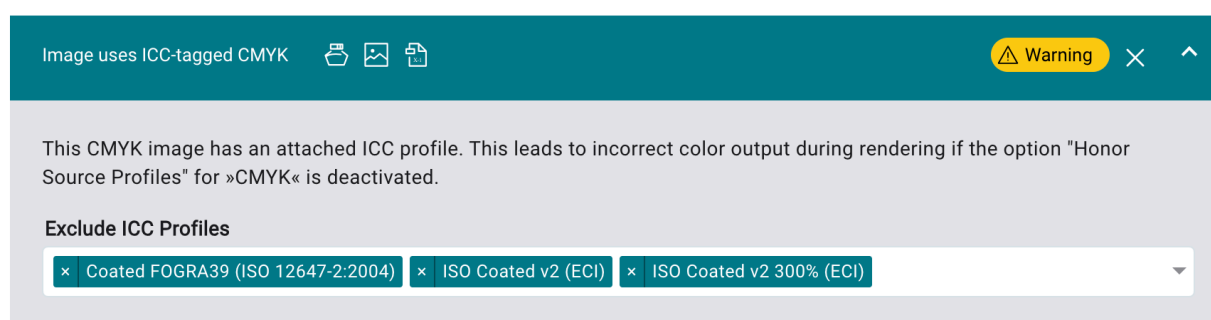 Image uses ICC-tagged CMYK
Warning
This CMYK image has an attached ICC profile. This leads to incorrect color output during rendering if the option "Honor
Source Profiles" for »CMYK« is deactivated.
Exclude ICC Profiles
× Coated FOGRA39 (ISO 12647-2:2004) × ISO Coated v2 (ECI) × ISO Coated v2 300% (ECI)